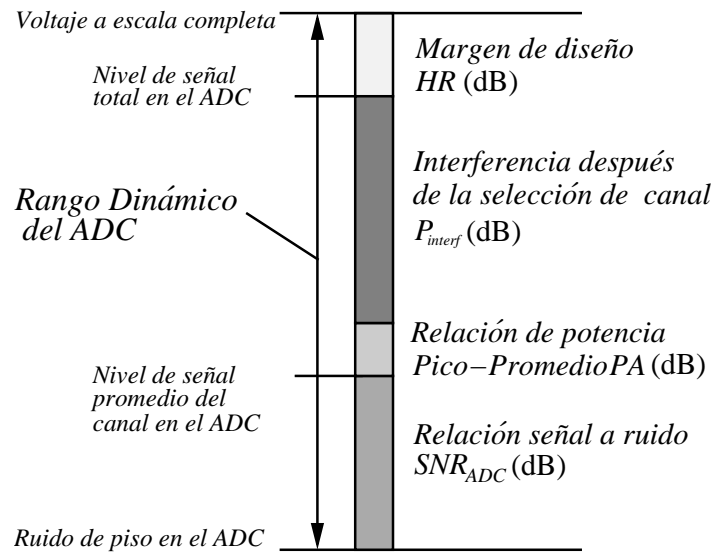 Voltaje a escala completa
Margen de diseño
HR (dB)
Nivel de señal
total en el ADC
Interferencia después
de la selección de canal
P_interf (dB)
Rango Dinámico
del ADC
Relación de potencia
Pico−Promedio PA (dB)
Nivel de señal
promedio del
canal en el ADC
Relación señal a ruido
SNR_ADC (dB)
Ruido de piso en el ADC